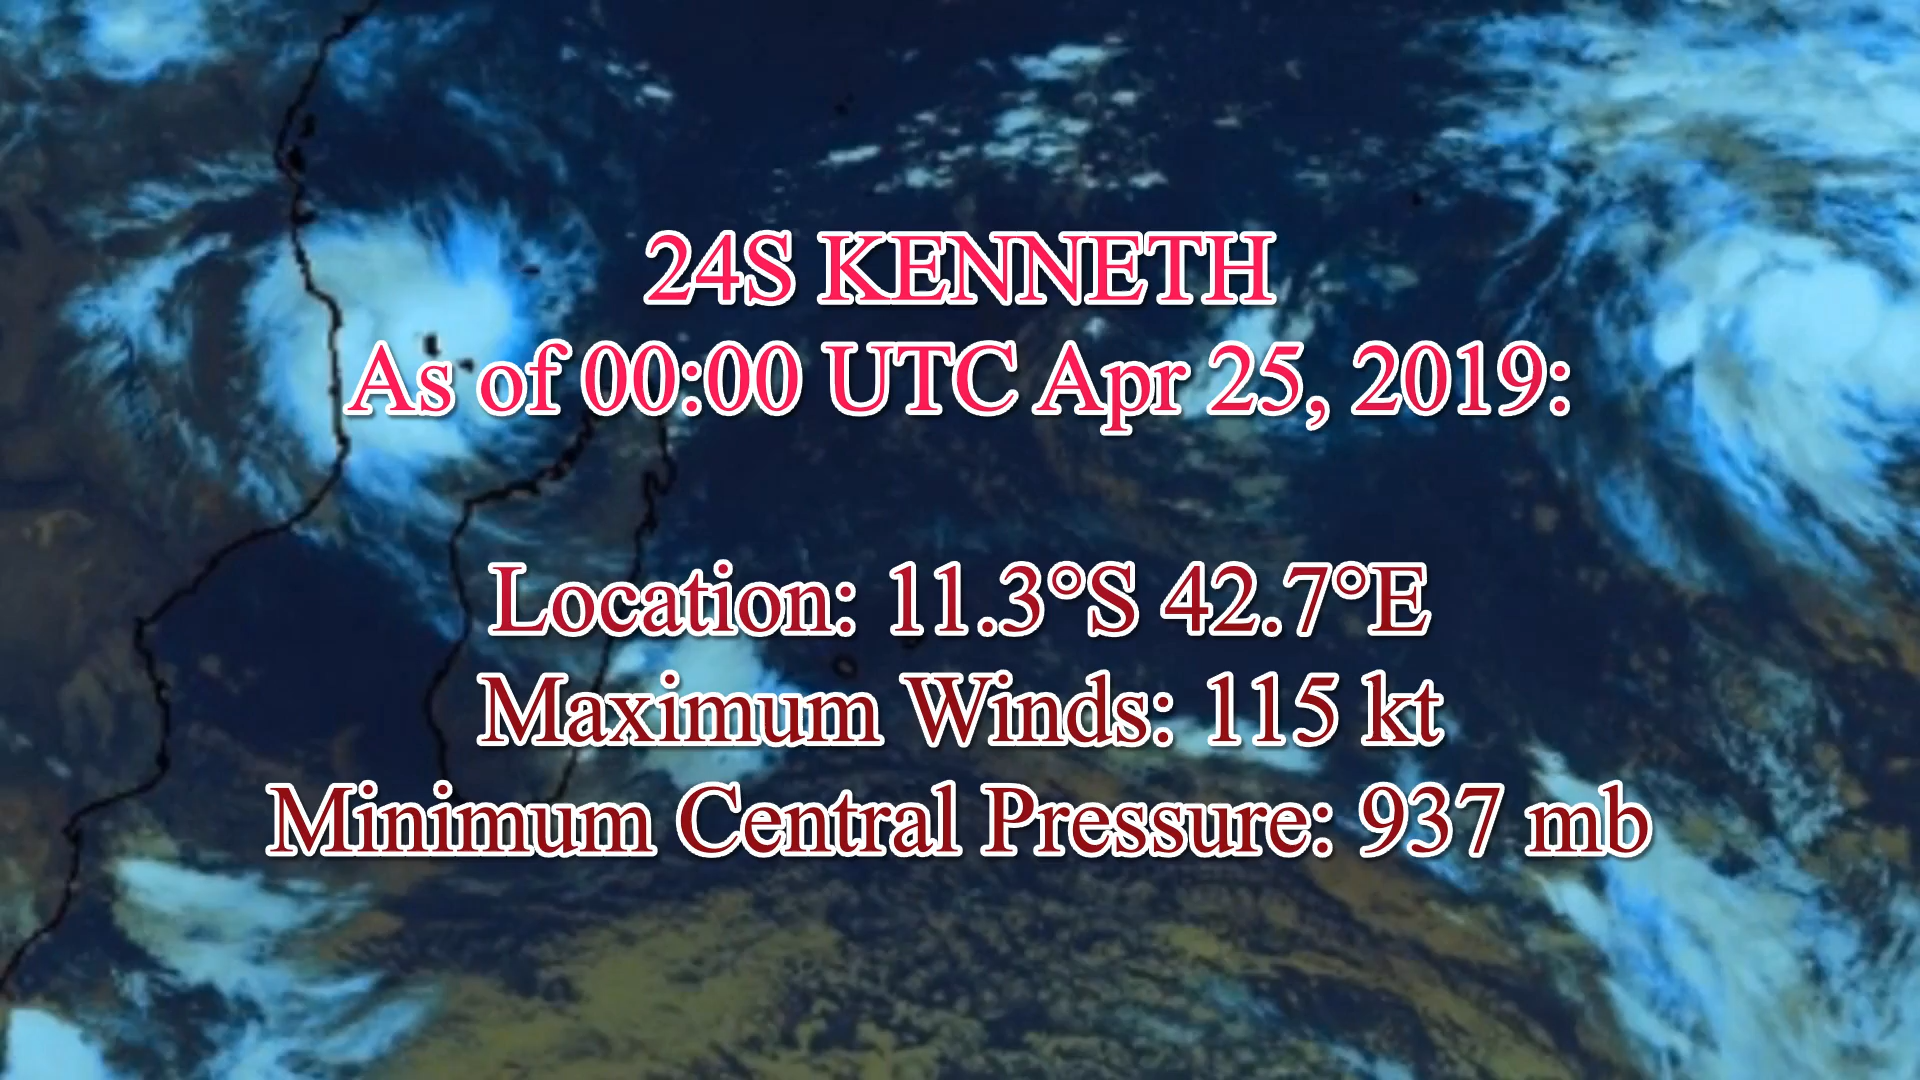 24S KENNETH
As of 00:00 UTC Apr 25, 2019:
Location: 11.3°S 42.7°E
Maximum Winds: 115 kt
Minimum Central Pressure: 937 mb